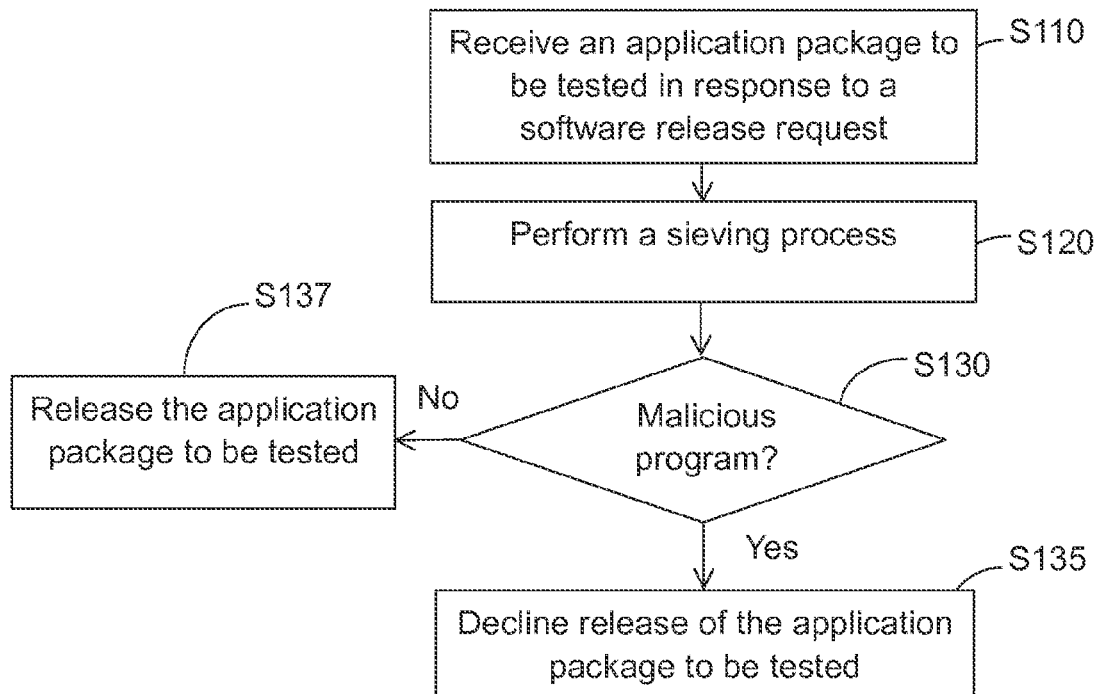 Receive an application package to
be tested in response to a
software release request
S110
Perform a sieving process
S120
S137
Release the application
package to be tested
No
Malicious
program?
S130
Yes
S135
Decline release of the application
package to be tested